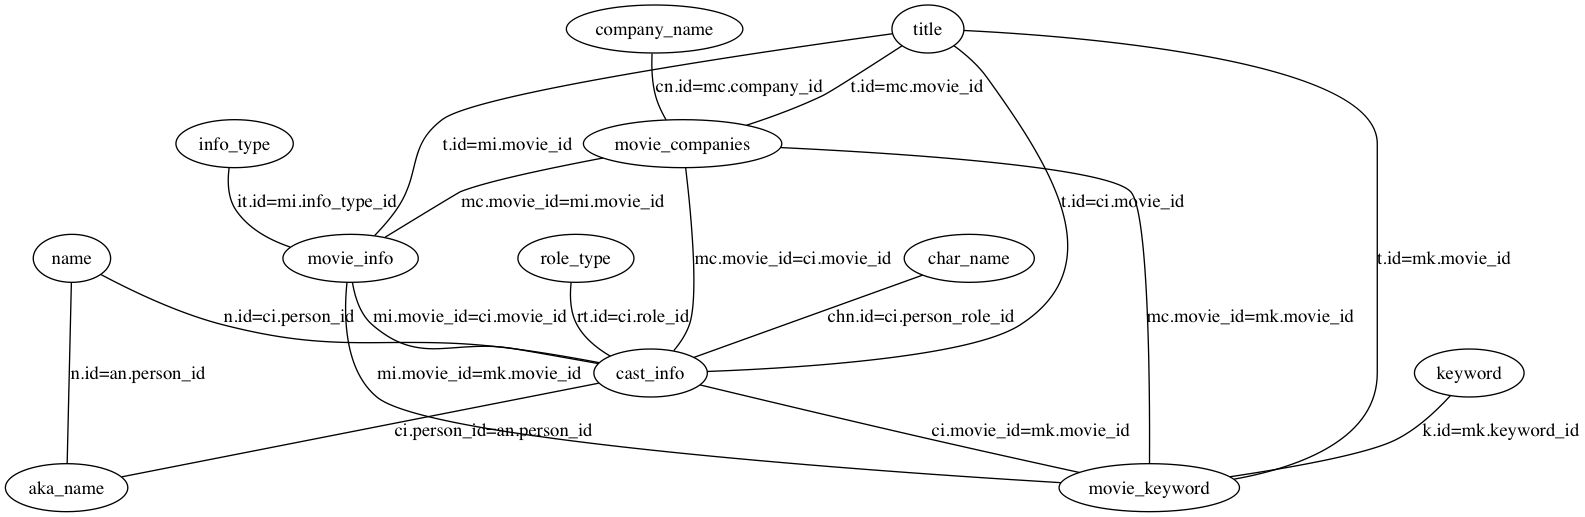 company_name
title
cn.id=mc.company_id
t.id=mc.movie_id
info_type
t.id=mi.movie_id
movie_companies
it.id=mi.info_type_id
mc.movie_id=mi.movie_id
t.id=ci.movie_id
name
movie_info
role_type
mc.movie_id=ci.movie_id
char_name
t.id=mk.movie_id
n.id=ci.person_id
mi.movie_id=ci.movie_id
rt.id=ci.role_id
chn.id=ci.person_role_id
mc.movie_id=mk.movie_id
n.id=an.person_id
mi.movie_id=mk.movie_id
cast_info
keyword
ci.person_id=an.person_id
ci.movie_id=mk.movie_id
k.id=mk.keyword_id
aka_name
movie_keyword